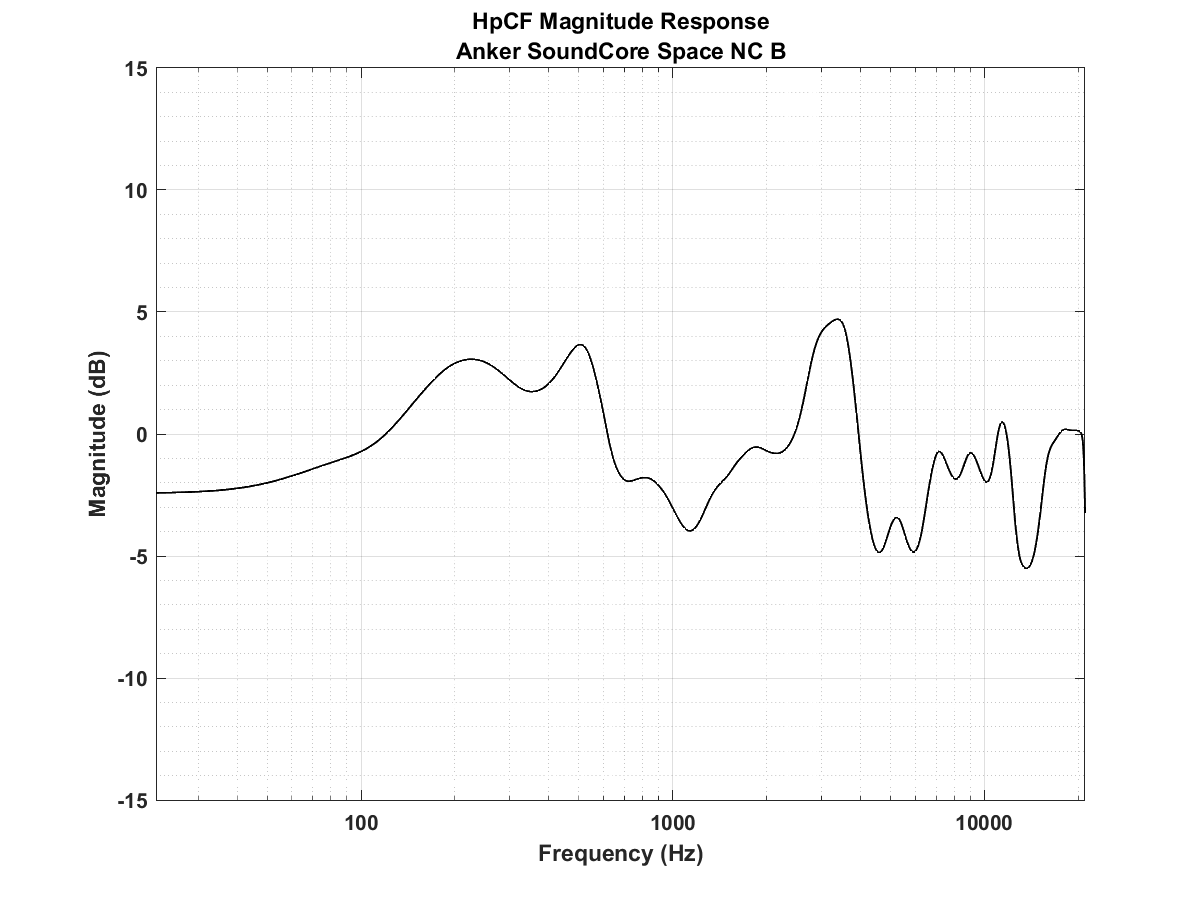 HpCF Magnitude Response
Anker SoundCore Space NC B
15
10
5
0
-5
-10
-15
Magnitude (dB)
100
1000
10000
Frequency (Hz)